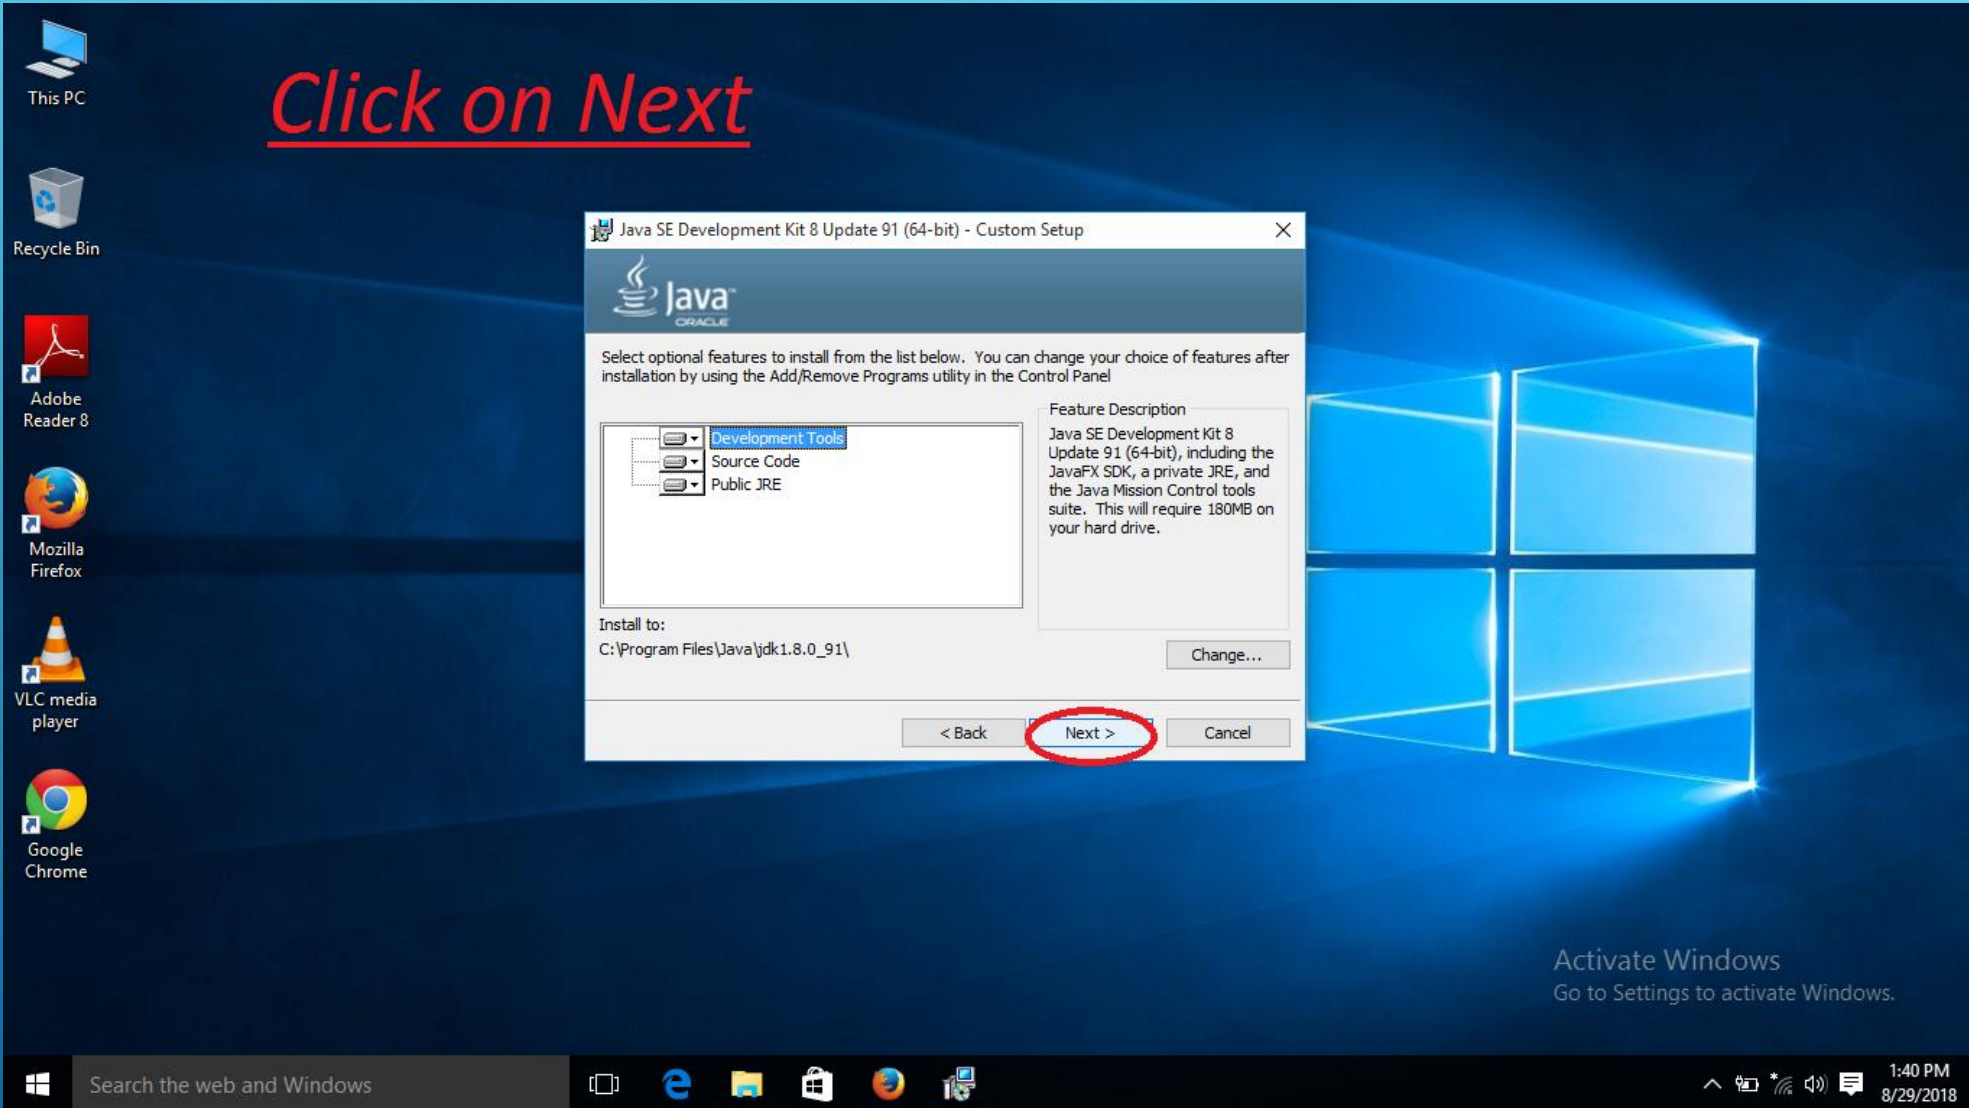 Click on Next
This PC
Recycle Bin
Adobe
Reader 8
Mozilla
Firefox
VLC media
player
Google
Chrome
Java SE Development Kit 8 Update 91 (64-bit) - Custom Setup
Java™
ORACLE
Select optional features to install from the list below.  You can change your choice of features after
installation by using the Add/Remove Programs utility in the Control Panel
Development Tools
Source Code
Public JRE
Feature Description
Java SE Development Kit 8
Update 91 (64-bit), including the
JavaFX SDK, a private JRE, and
the Java Mission Control tools
suite.  This will require 180MB on
your hard drive.
Install to:
C:\Program Files\Java\jdk1.8.0_91\
Change...
< Back
Next >
Cancel
Activate Windows
Go to Settings to activate Windows.
Search the web and Windows
1:40 PM
8/29/2018